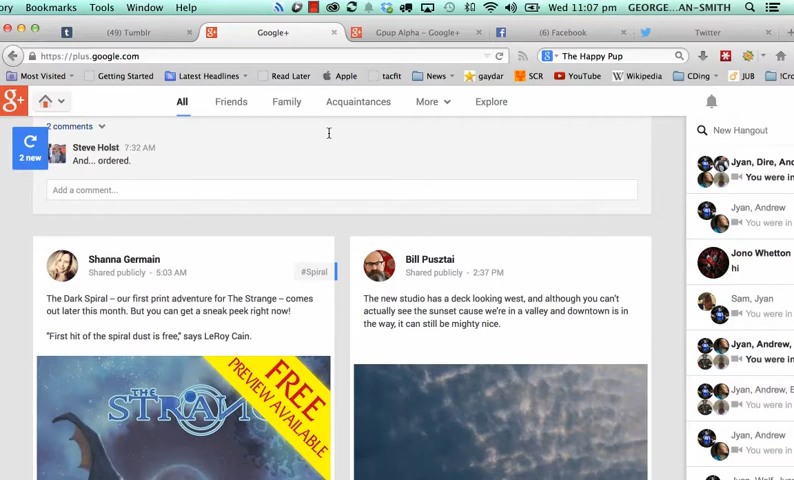 ory Bookmarks Tools Window Help Wed 11:07 pm GEORGE
AN-SMITH
(49) Tumblr Google+ Gpup Alpha – Google+ (6) Facebook Twitter
https://plus.google.com The Happy Pup
Most Visited Getting Started Latest Headlines Read Later Apple tacfit News gaydar SCR YouTube Wikipedia CDing JUB !Cro
g+ All Friends Family Acquaintances More Explore
2 new
2 comments
Steve Holst 7:32 AM
And... ordered.
Add a comment...
Shanna Germain
Shared publicly - 5:03 AM
#Spiral
The Dark Spiral – our first print adventure for The Strange – comes
out later this month. But you can get a sneak peek right now!
"First hit of the spiral dust is free," says LeRoy Cain.
THE
STRANG
FREE
PREVIEW AVAILABLE
Bill Pusztai
Shared publicly - 2:37 PM
The new studio has a deck looking west, and although you can't
actually see the sunset cause we're in a valley and downtown is in
the way, it can still be mighty nice.
New Hangout
Jyan, Dire, And
You were in
Jyan, Andrew
You were in
Jono Whetton
hi
Sam, Jyan
You were in
Jyan, Andrew,
You were in
Jyan, Andrew, E
You were in
Jyan, Andrew
You were in